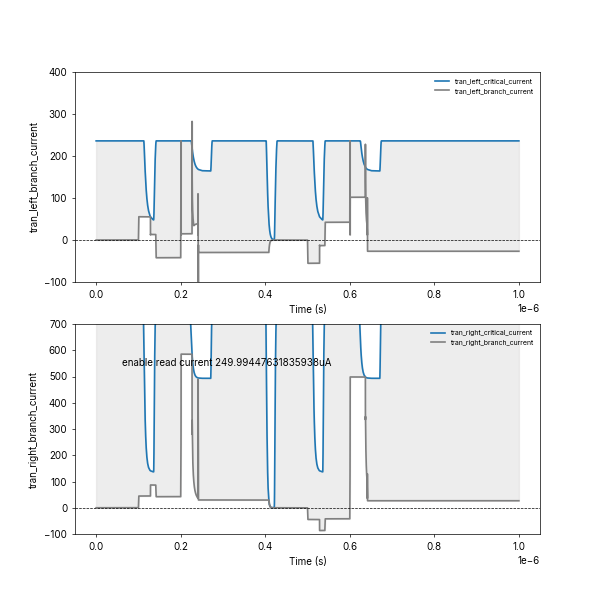 400
300
200
100
0
−100
tran_left_branch_current
tran_left_critical_current
tran_left_branch_current
0.0 0.2 0.4 0.6 0.8 1.0
Time (s)
1e−6
700
600
500
400
300
200
100
0
−100
tran_right_branch_current
tran_right_critical_current
tran_right_branch_current
enable read current 249.99447631835938uA
0.0 0.2 0.4 0.6 0.8 1.0
Time (s)
1e−6